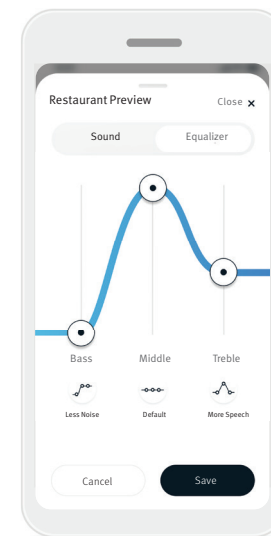 Restaurant Preview Close ×
Sound Equalizer
Bass Middle Treble
Less Noise Default More Speech
Cancel Save